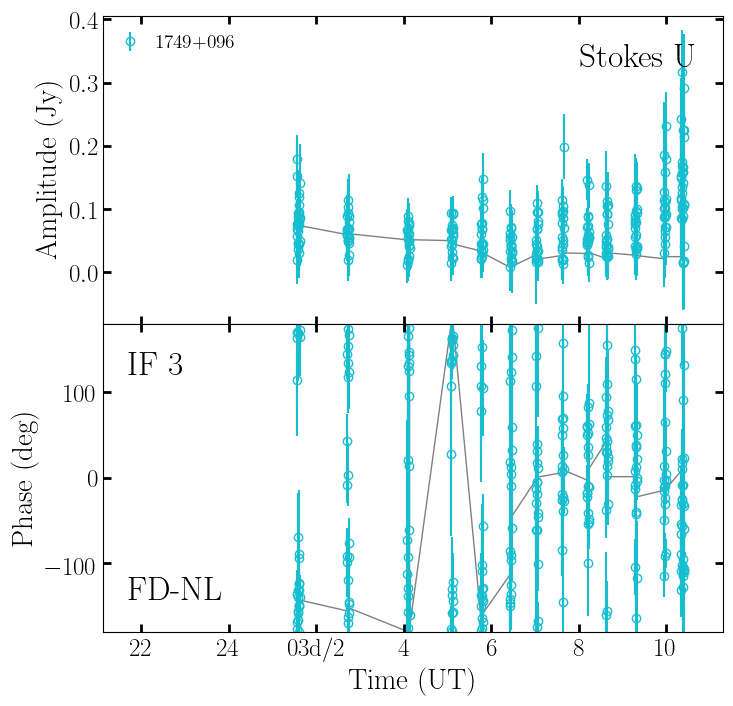 0.4
1749+096
Stokes U
0.3
0.2
0.1
0.0
Amplitude (Jy)
IF 3
100
0
−100
Phase (deg)
FD-NL
22 24 03d/2 4 6 8 10
Time (UT)